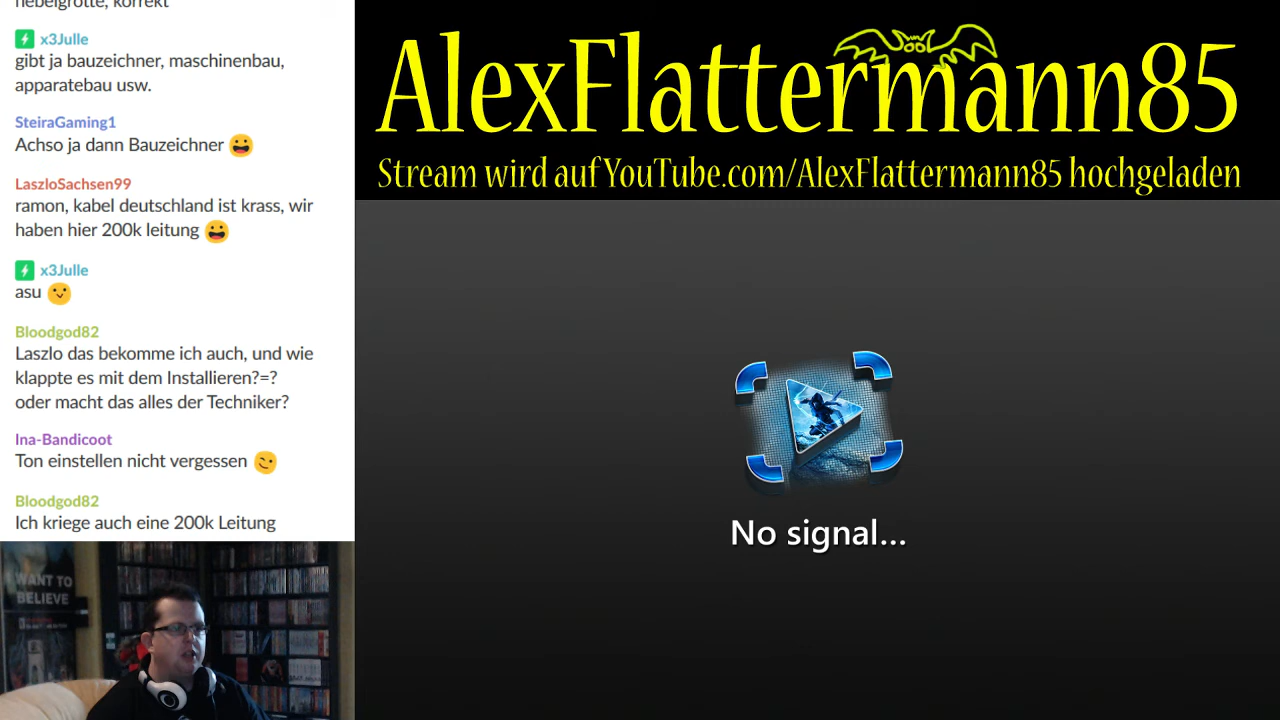 nebelgrotte, korrekt
x3Julle
gibt ja bauzeichner, maschinenbau,
apparatebau usw.
SteiraGaming1
Achso ja dann Bauzeichner
LaszloSachsen99
ramon, kabel deutschland ist krass, wir
haben hier 200k leitung
x3Julle
asu
Bloodgod82
Laszlo das bekomme ich auch, und wie
klappte es mit dem Installieren?=?
oder macht das alles der Techniker?
Ina-Bandicoot
Ton einstellen nicht vergessen
Bloodgod82
Ich kriege auch eine 200k Leitung
WANT TO
BELIEVE
AlexFlattermann85
Stream wird auf YouTube.com/AlexFlattermann85 hochgeladen
No signal...